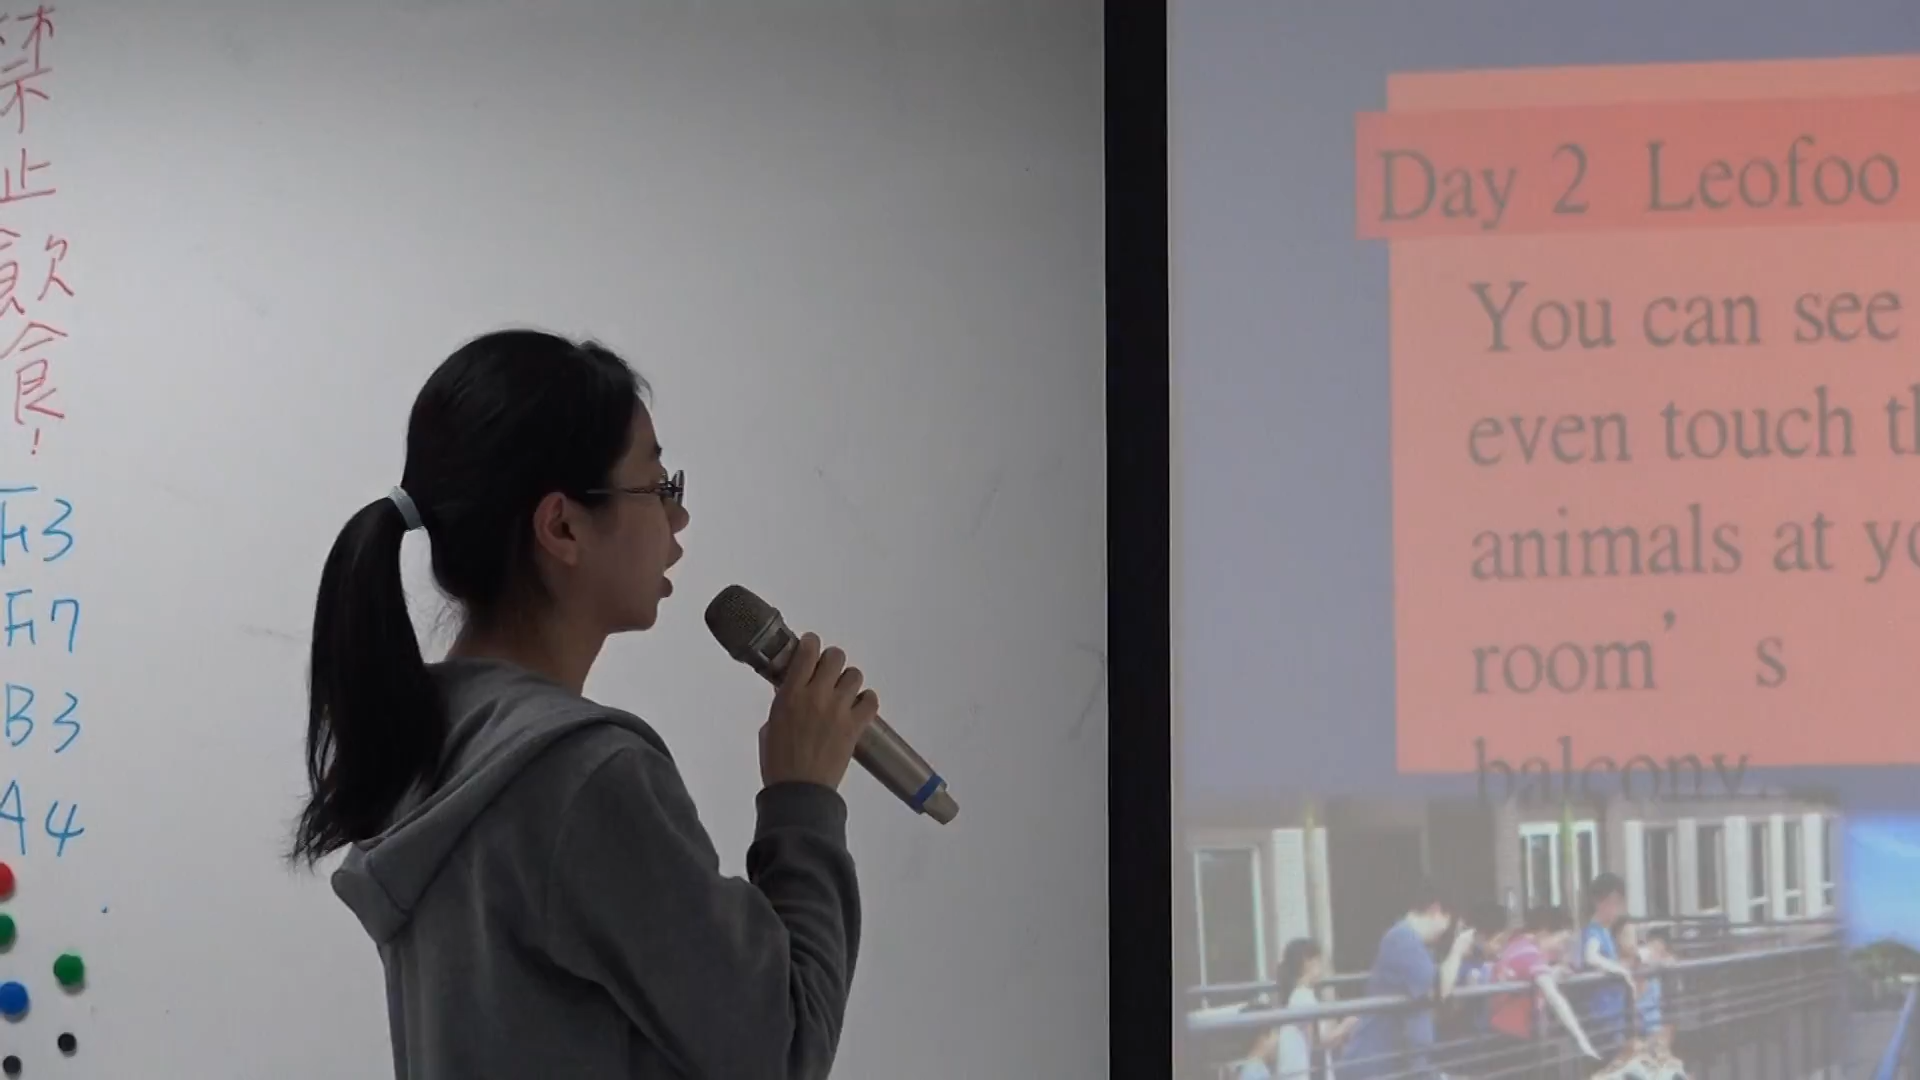 禁止飲食!
F3
F7
B3
A4
Day 2 Leofoo
You can see
even touch th
animals at yo
room’s
balcony.